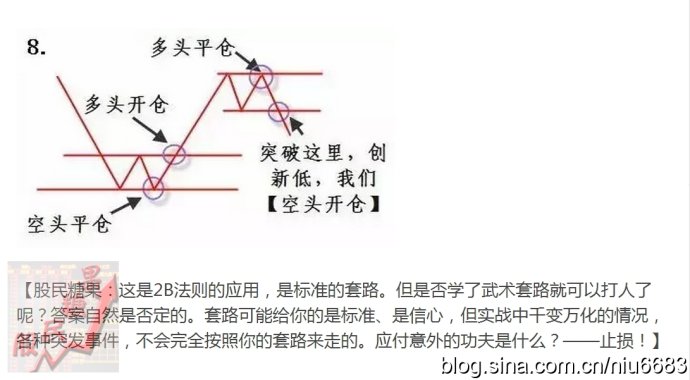 8.
多头平仓
多头开仓
突破这里，创
新低，我们
【空头开仓】
空头平仓
【股民糖果：这是2B法则的应用，是标准的套路。但是否学了武术套路就可以打人了
呢？答案自然是否定的。套路可能给你的是标准、是信心，但实战中千变万化的情况，
各种突发事件，不会完全按照你的套路来走的。应付意外的功夫是什么？——止损！】
blog.sina.com.cn/niu6683